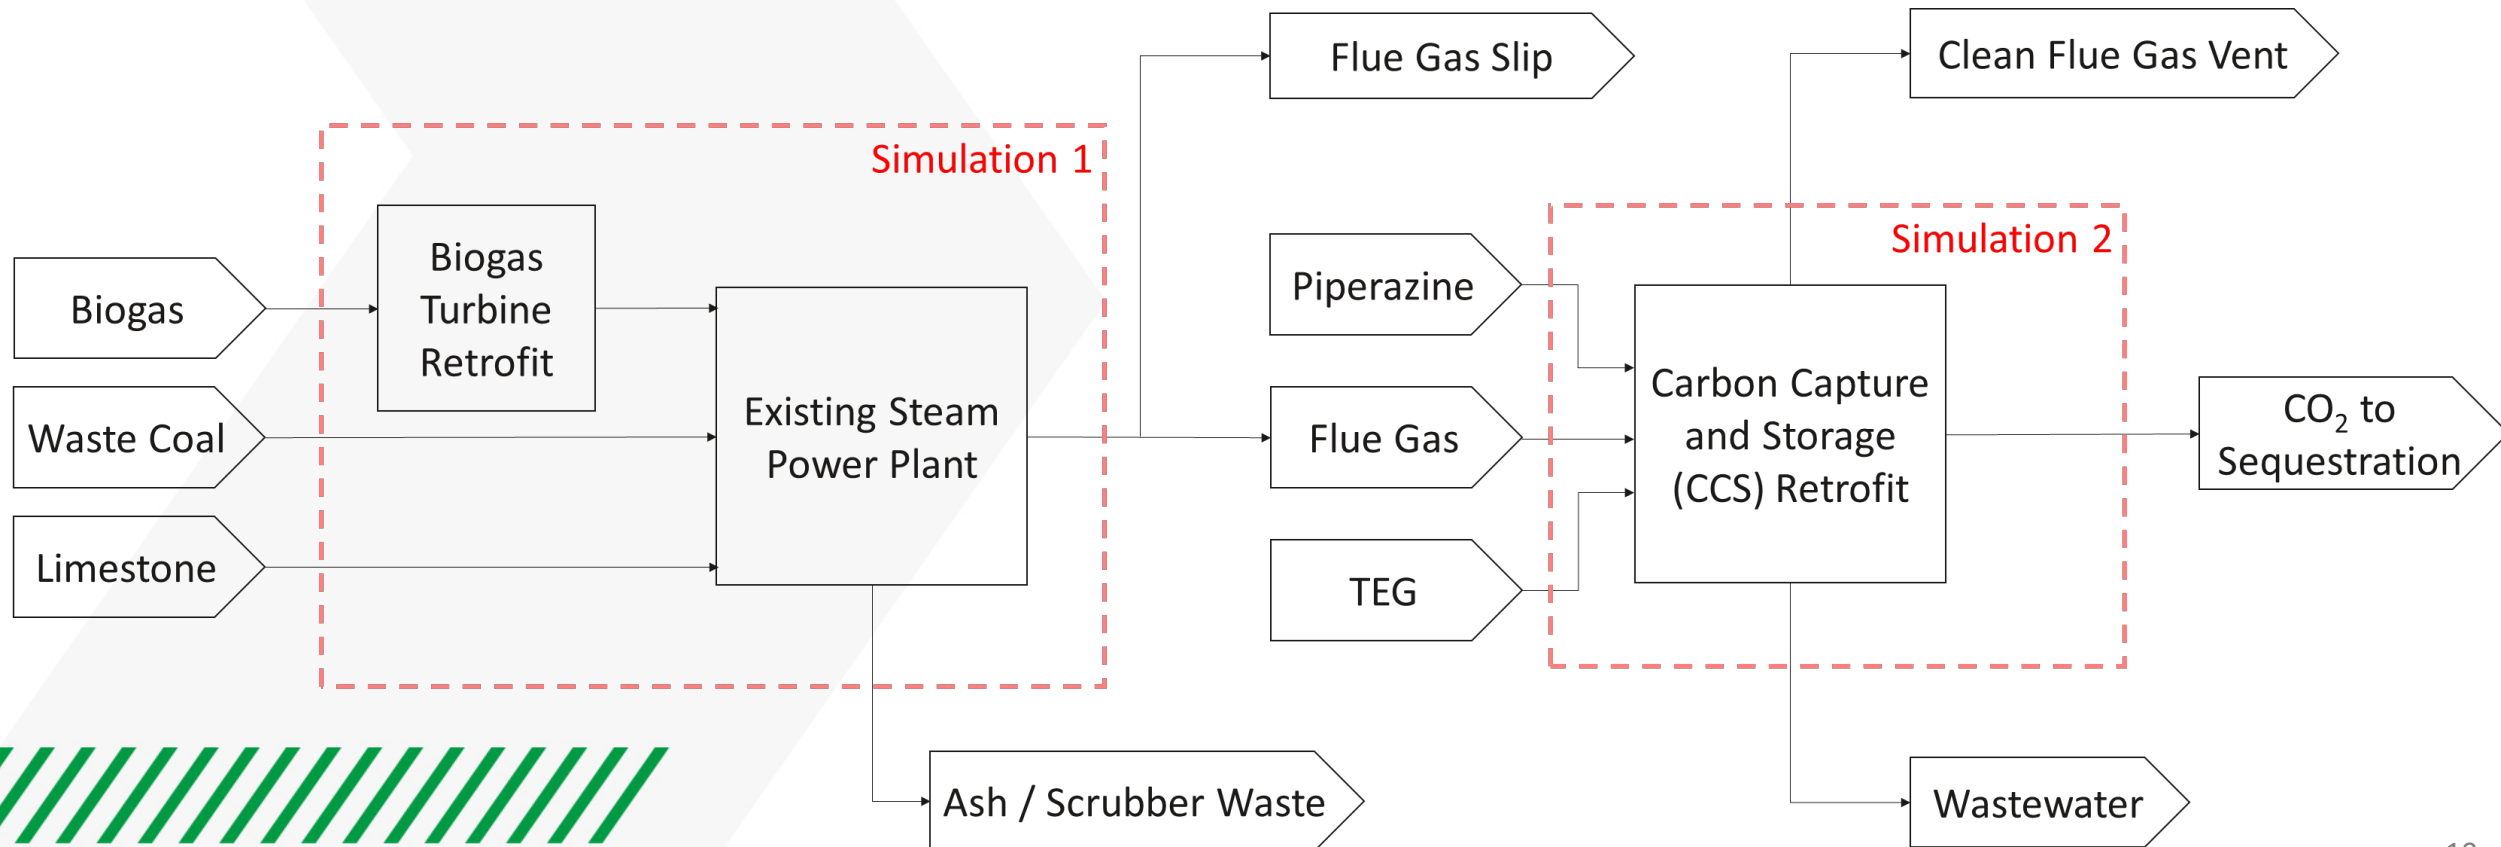 Flue Gas Slip
Clean Flue Gas Vent
Simulation 1
Simulation 2
Biogas
Biogas
Turbine
Retrofit
Waste Coal
Limestone
Existing Steam
Power Plant
Piperazine
Flue Gas
TEG
Carbon Capture
and Storage
(CCS) Retrofit
CO₂ to
Sequestration
Ash / Scrubber Waste
Wastewater